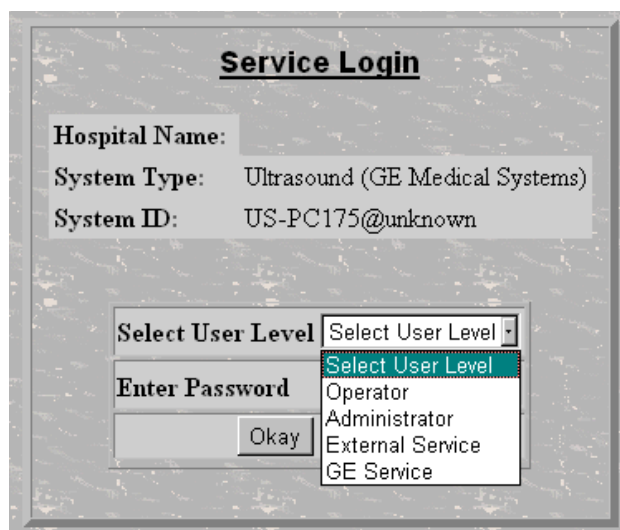 Service Login
Hospital Name:
System Type: Ultrasound (GE Medical Systems)
System ID: US-PC175@unknown
Select User Level Select User Level
Select User Level
Enter Password
Operator
Administrator
Okay
External Service
GE Service